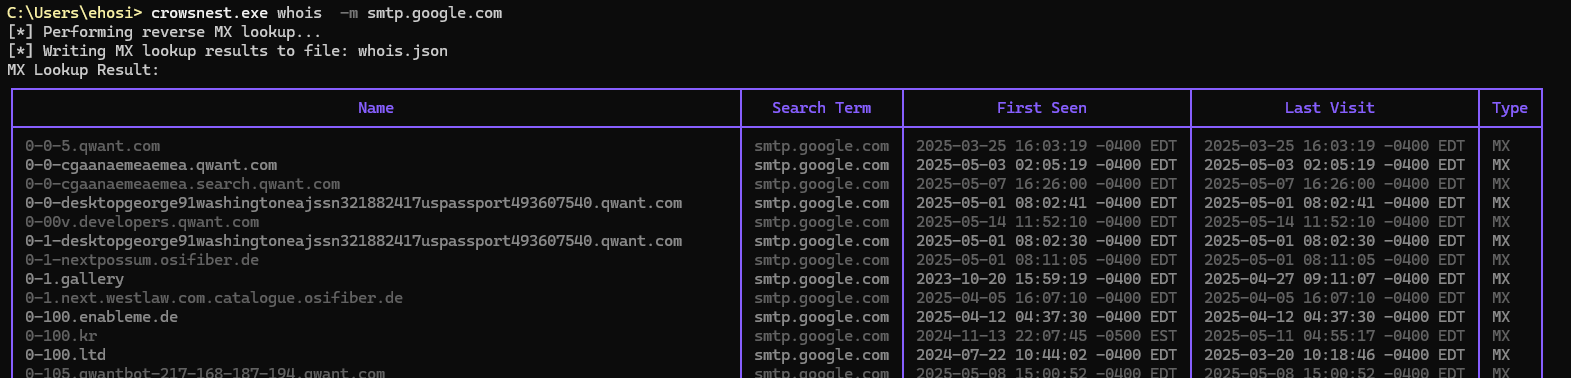 C:\Users\ehosi> crowsnest.exe whois  -m smtp.google.com
[*] Performing reverse MX lookup...
[*] Writing MX lookup results to file: whois.json
MX Lookup Result:
Name Search Term First Seen Last Visit Type
0-0-5.qwant.com smtp.google.com 2025-03-25 16:03:19 -0400 EDT 2025-03-25 16:03:19 -0400 EDT MX
0-0-cgaanaemeaemea.qwant.com smtp.google.com 2025-05-03 02:05:19 -0400 EDT 2025-05-03 02:05:19 -0400 EDT MX
0-0-cgaanaemeaemea.search.qwant.com smtp.google.com 2025-05-07 16:26:00 -0400 EDT 2025-05-07 16:26:00 -0400 EDT MX
0-0-desktopgeorge91washingtoneajssn321882417uspassport493607540.qwant.com smtp.google.com 2025-05-01 08:02:41 -0400 EDT 2025-05-01 08:02:41 -0400 EDT MX
0-00v.developers.qwant.com smtp.google.com 2025-05-14 11:52:10 -0400 EDT 2025-05-14 11:52:10 -0400 EDT MX
0-1-desktopgeorge91washingtoneajssn321882417uspassport493607540.qwant.com smtp.google.com 2025-05-01 08:02:30 -0400 EDT 2025-05-01 08:02:30 -0400 EDT MX
0-1-nextpossum.osifiber.de smtp.google.com 2025-05-01 08:11:05 -0400 EDT 2025-05-01 08:11:05 -0400 EDT MX
0-1.gallery smtp.google.com 2023-10-20 15:59:19 -0400 EDT 2025-04-27 09:11:07 -0400 EDT MX
0-1.next.westlaw.com.catalogue.osifiber.de smtp.google.com 2025-04-05 16:07:10 -0400 EDT 2025-04-05 16:07:10 -0400 EDT MX
0-100.enableme.de smtp.google.com 2025-04-12 04:37:30 -0400 EDT 2025-04-12 04:37:30 -0400 EDT MX
0-100.kr smtp.google.com 2024-11-13 22:07:45 -0500 EST 2025-05-11 04:55:17 -0400 EDT MX
0-100.ltd smtp.google.com 2024-07-22 10:44:02 -0400 EDT 2025-03-20 10:18:46 -0400 EDT MX
0-105.qwantbot-217-168-187-194.qwant.com smtp.google.com 2025-05-08 15:00:52 -0400 EDT 2025-05-08 15:00:52 -0400 EDT MX